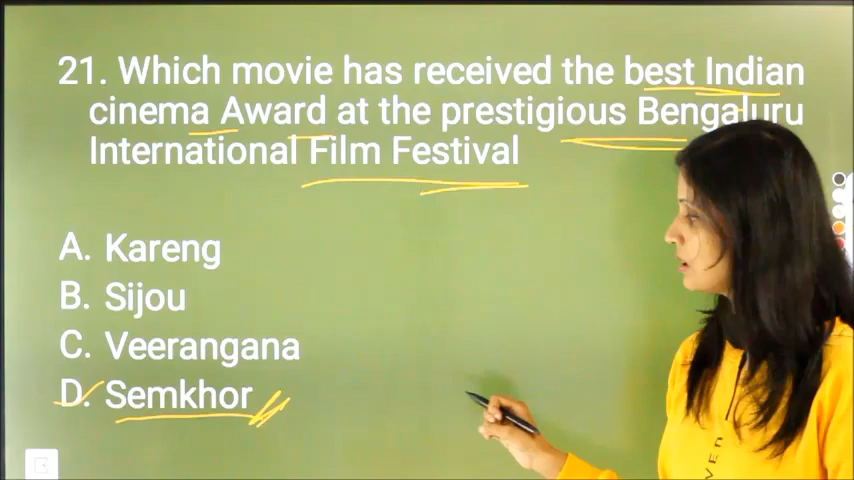 21. Which movie has received the best Indian
cinema Award at the prestigious Bengaluru
International Film Festival
A. Kareng
B. Sijou
C. Veerangana
D. Semkhor
VEN